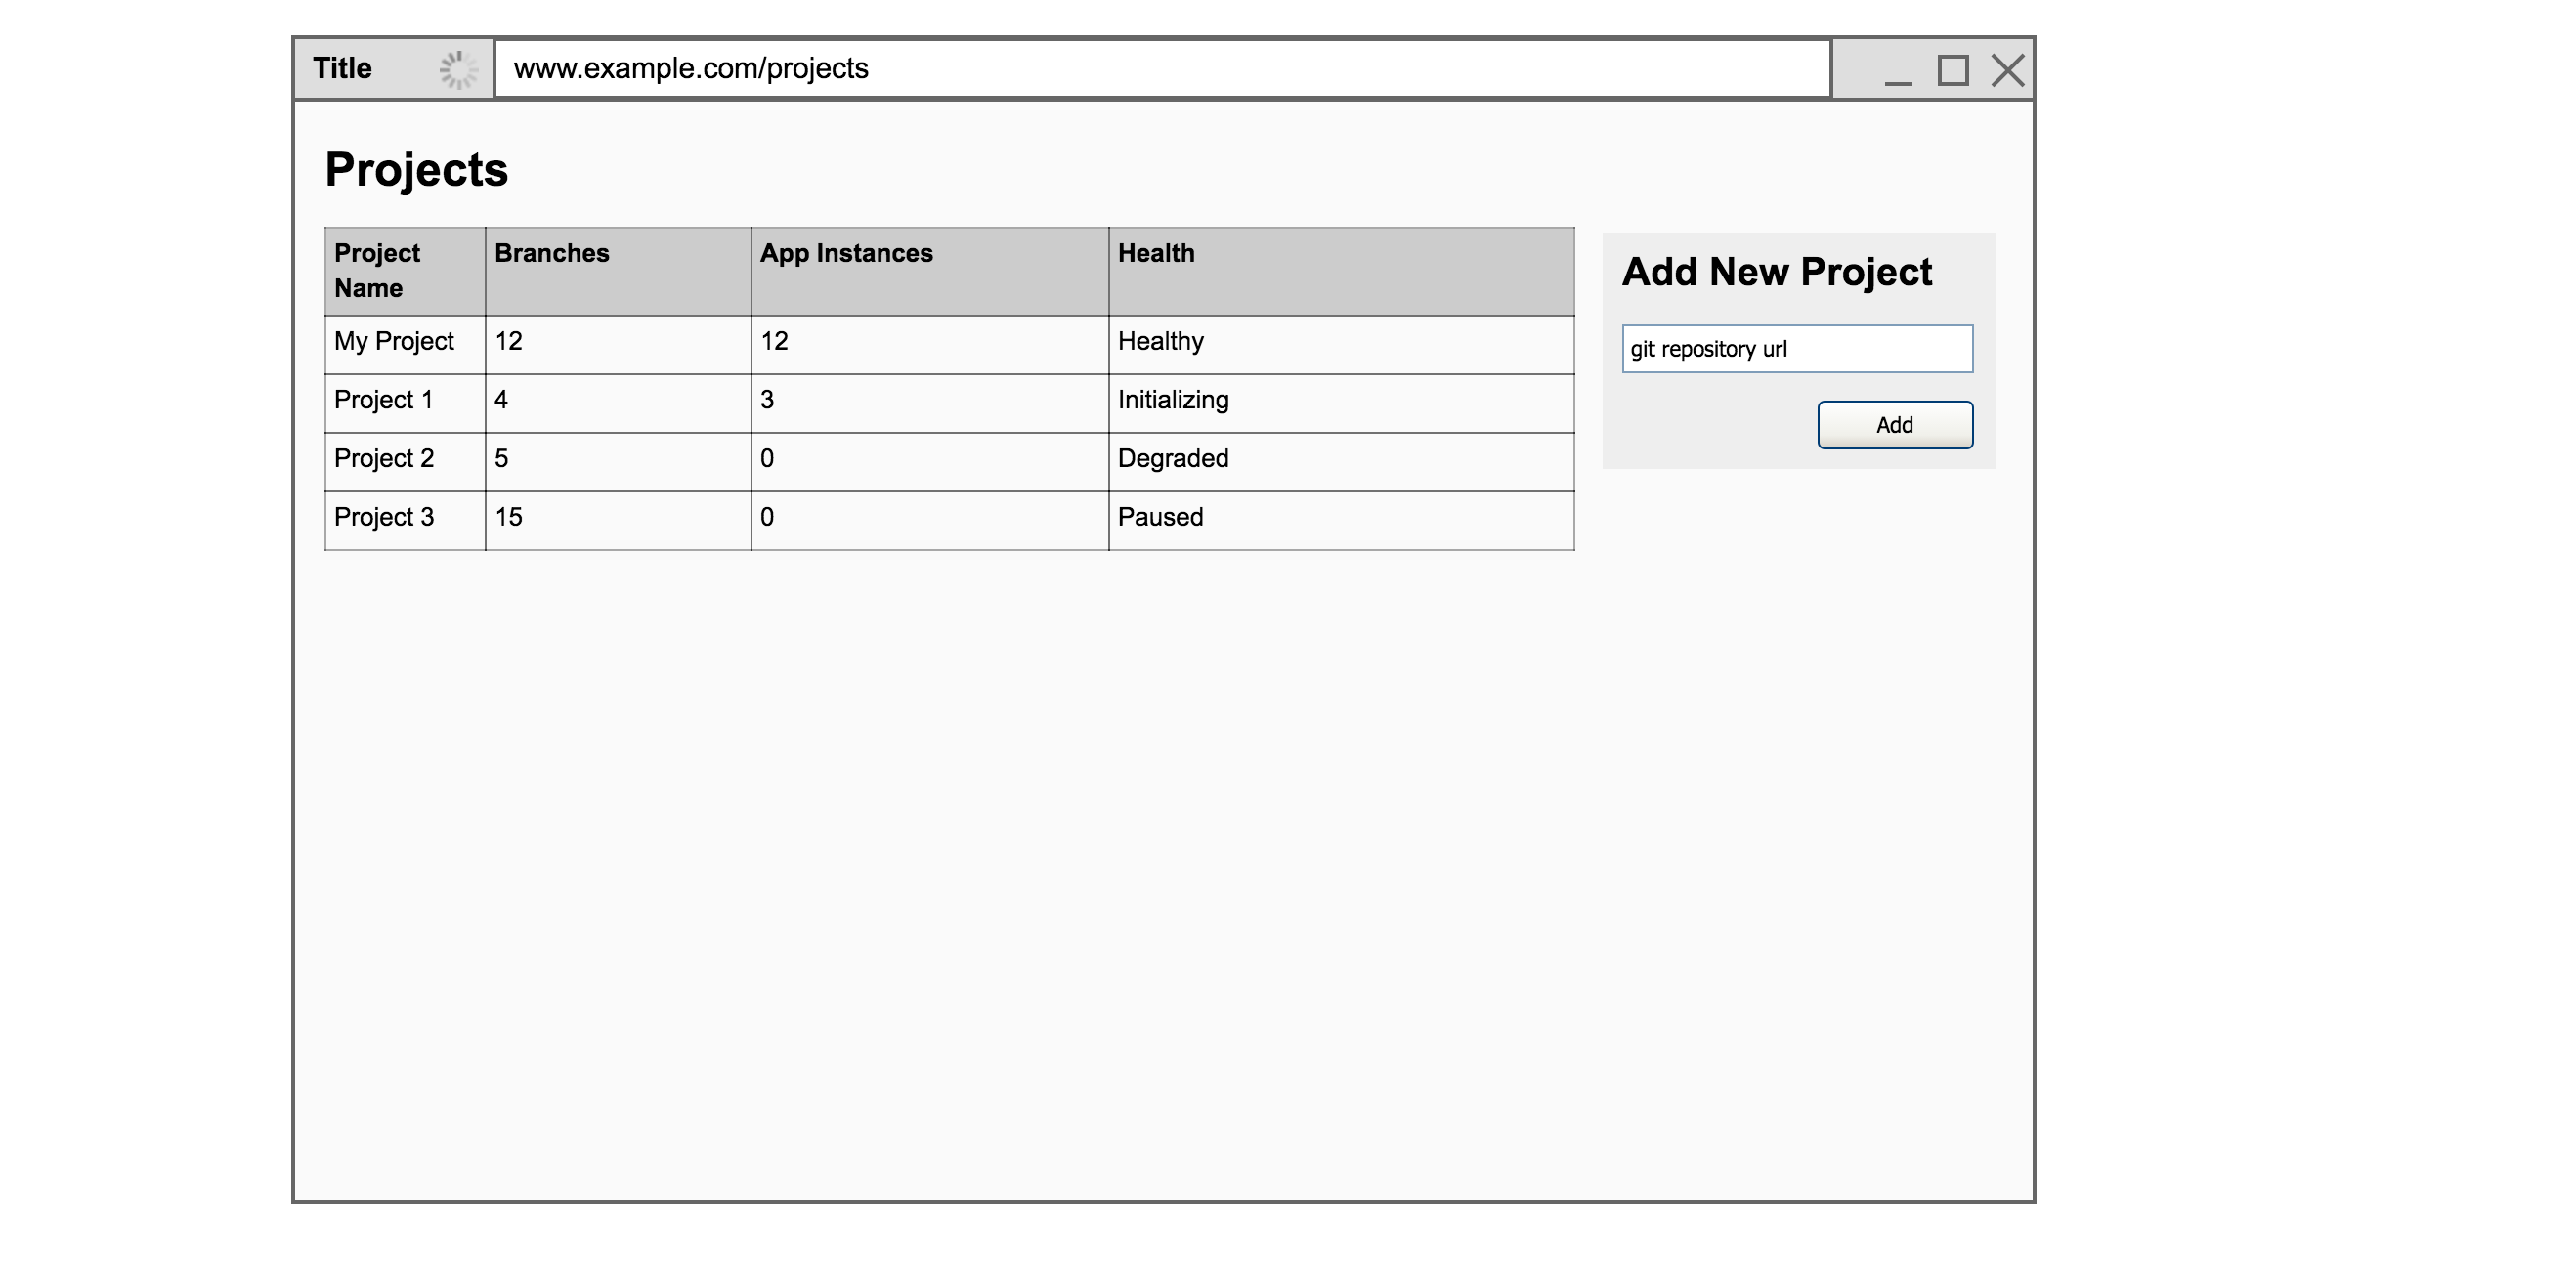 Title
www.example.com/projects
Projects
Project Name
Branches
App Instances
Health
My Project
12
12
Healthy
Project 1
4
3
Initializing
Project 2
5
0
Degraded
Project 3
15
0
Paused
Add New Project
git repository url
Add